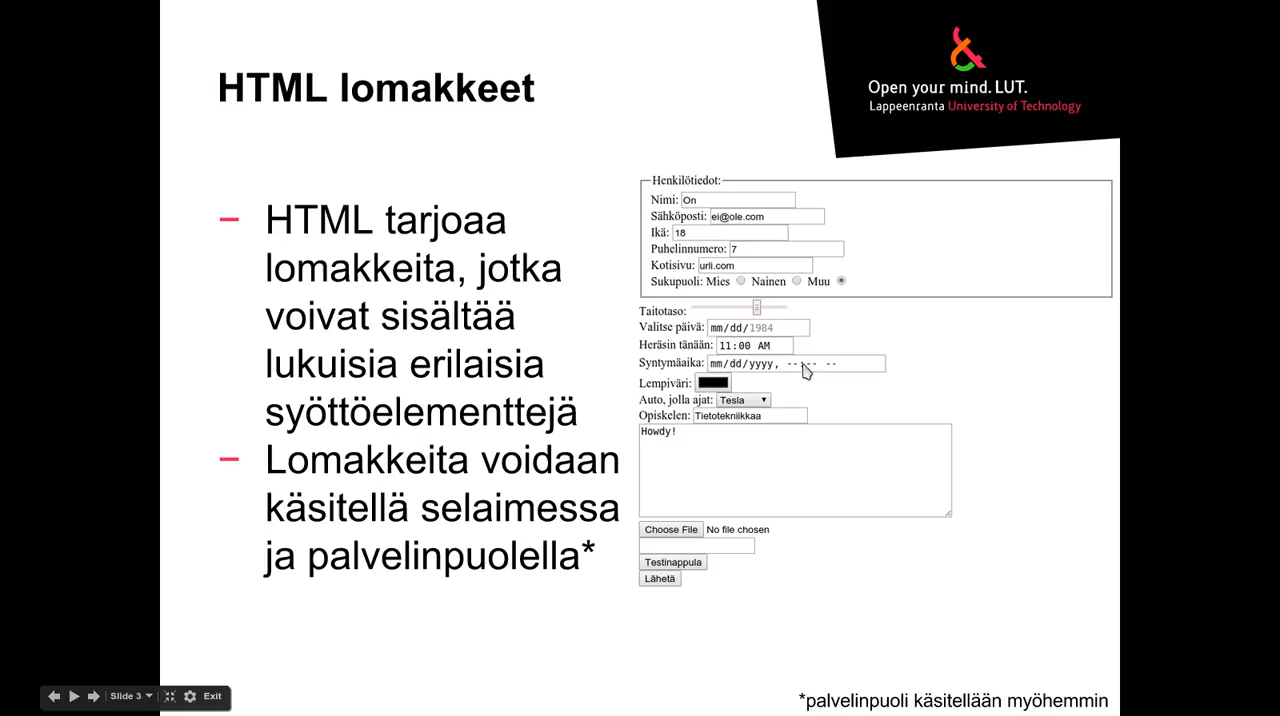 HTML lomakkeet
Open your mind. LUT.
Lappeenranta University of Technology
– HTML tarjoaa
lomakkeita, jotka
voivat sisältää
lukuisia erilaisia
syöttöelementtejä
– Lomakkeita voidaan
käsitellä selaimessa
ja palvelinpuolella*
Henkilötiedot:
Nimi: On
Sähköposti: ei@ole.com
Ikä: 18
Puhelinnumero: 7
Kotisivu: urli.com
Sukupuoli: Mies Nainen Muu
Taitotaso:
Valitse päivä: mm/dd/1984
Heräsin tänään: 11:00 AM
Syntymäaika: mm/dd/yyyy, --:-- --
Lempiväri:
Auto, jolla ajat: Tesla
Opiskelen: Tietotekniikkaa
Howdy!
Choose File No file chosen
Testinappula
Lähetä
Slide 3 Exit
*palvelinpuoli käsitellään myöhemmin